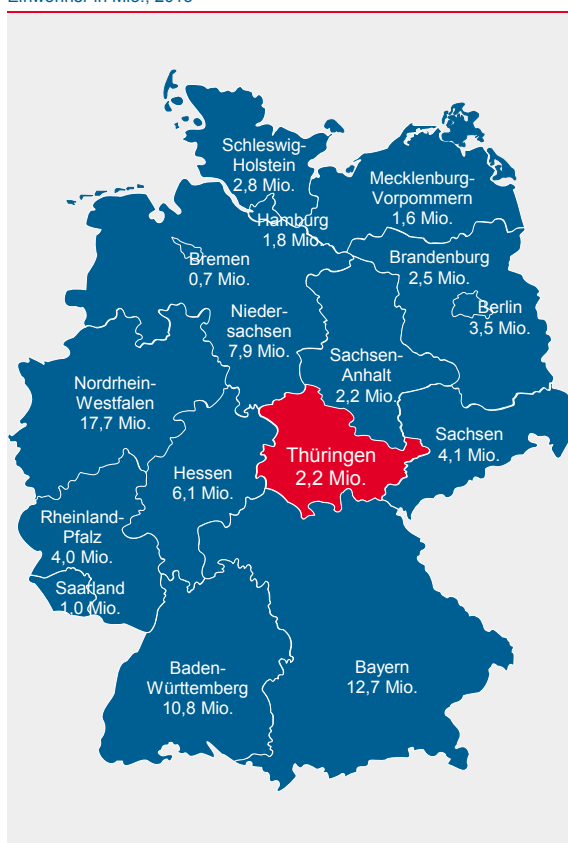 Schleswig-
Holstein
2,8 Mio.
Mecklenburg-
Vorpommern
1,6 Mio.
Hamburg
1,8 Mio.
Bremen
0,7 Mio.
Brandenburg
2,5 Mio.
Berlin
3,5 Mio.
Nieder-
sachsen
7,9 Mio.
Sachsen-
Anhalt
2,2 Mio.
Nordrhein-
Westfalen
17,7 Mio.
Sachsen
4,1 Mio.
Thüringen
2,2 Mio.
Hessen
6,1 Mio.
Rheinland-
Pfalz
4,0 Mio.
Saarland
1,0 Mio.
Baden-
Württemberg
10,8 Mio.
Bayern
12,7 Mio.